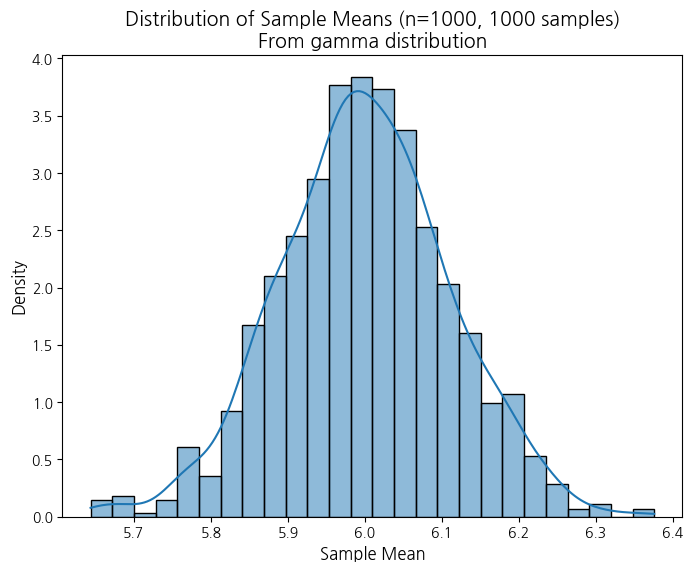 Distribution of Sample Means (n=1000, 1000 samples)
From gamma distribution
4.0
3.5
3.0
2.5
2.0
1.5
1.0
0.5
0.0
Density
5.7 5.8 5.9 6.0 6.1 6.2 6.3 6.4
Sample Mean